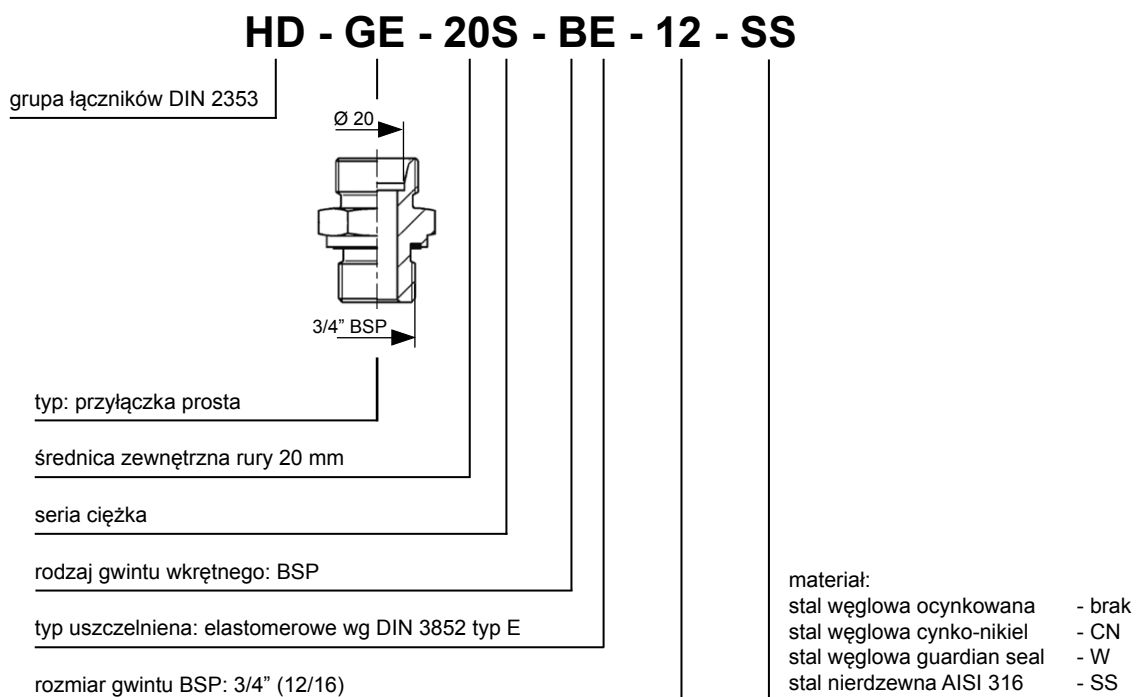 HD - GE - 20S - BE - 12 - SS
grupa łączników DIN 2353
Ø 20
3/4” BSP
typ: przyłączka prosta
średnica zewnętrzna rury 20 mm
seria ciężka
rodzaj gwintu wkrętnego: BSP
typ uszczelniena: elastomerowe wg DIN 3852 typ E
rozmiar gwintu BSP: 3/4” (12/16)
materiał:
stal węglowa ocynkowana - brak
stal węglowa cynko-nikiel - CN
stal węglowa guardian seal - W
stal nierdzewna AISI 316 - SS